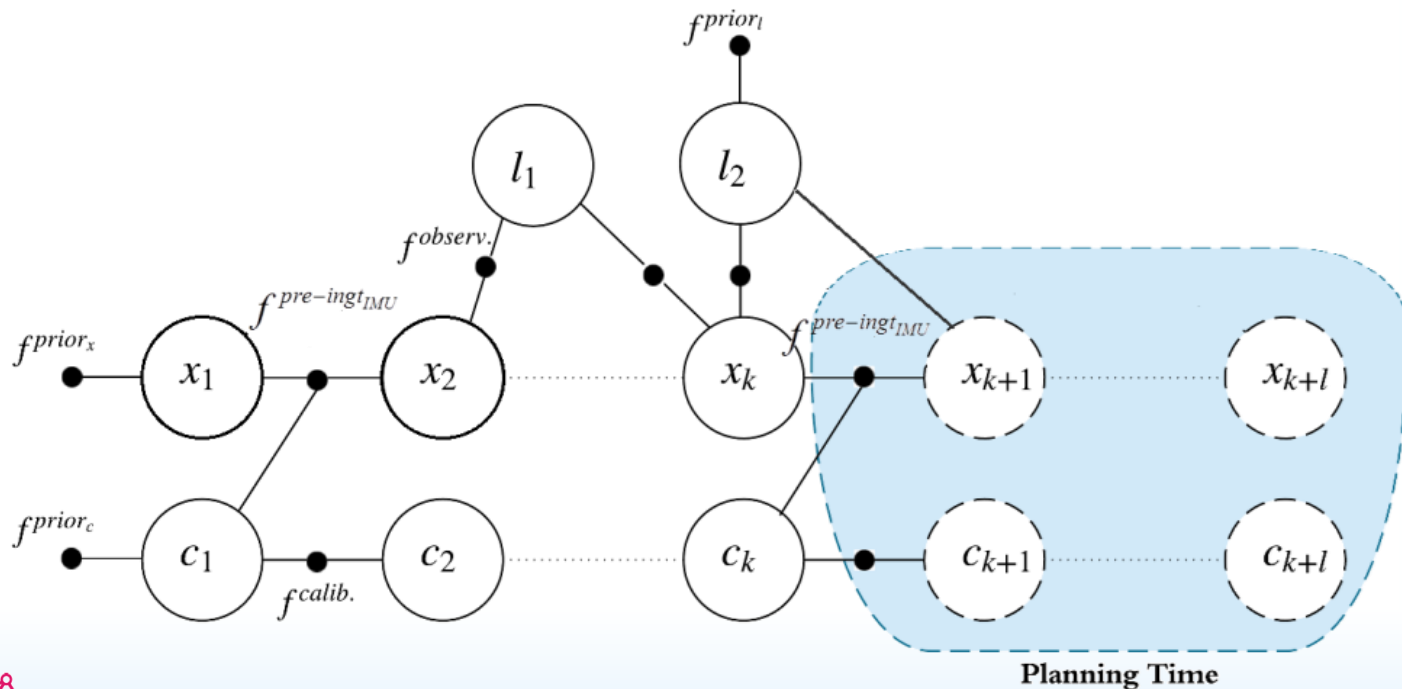 f^{prior_l}
l_1
l_2
f^{observ.}
f^{pre-ingt_{IMU}}
f^{pre-ingt_{IMU}}
f^{prior_x}
x_1
x_2
x_k
x_{k+1}
x_{k+l}
f^{prior_c}
c_1
c_2
c_k
c_{k+1}
c_{k+l}
f^{calib.}
Planning Time